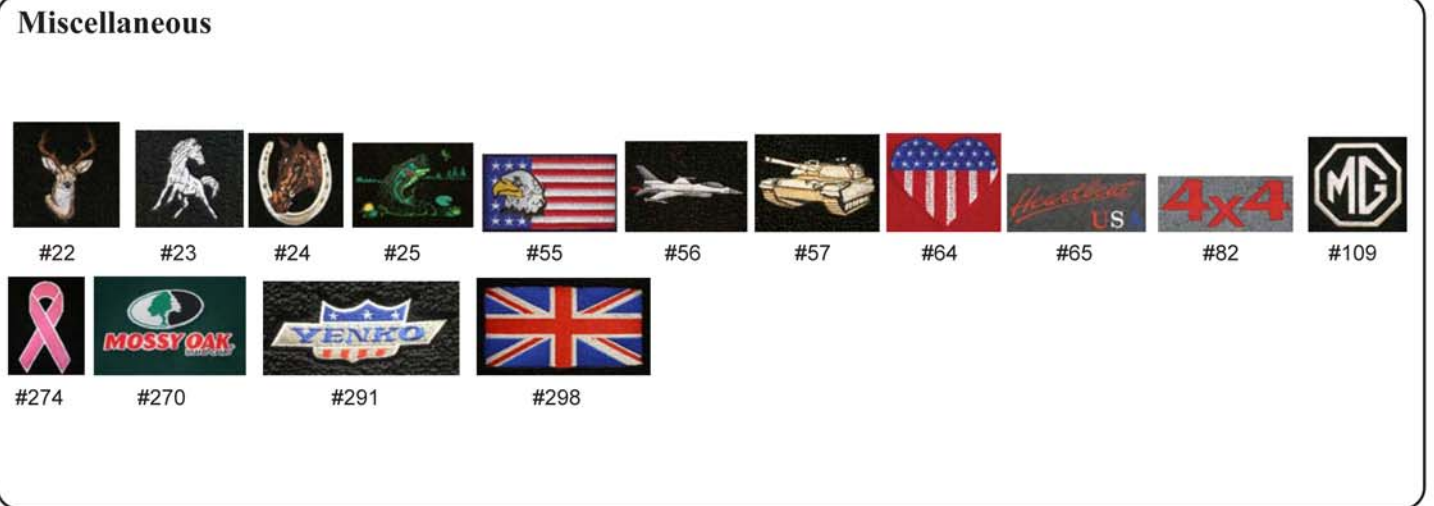 Miscellaneous
Heartbeat
USA
4x4
MG
#22 #23 #24 #25 #55 #56 #57 #64 #65 #82 #109
MOSSY OAK
YENKO
#274 #270 #291 #298